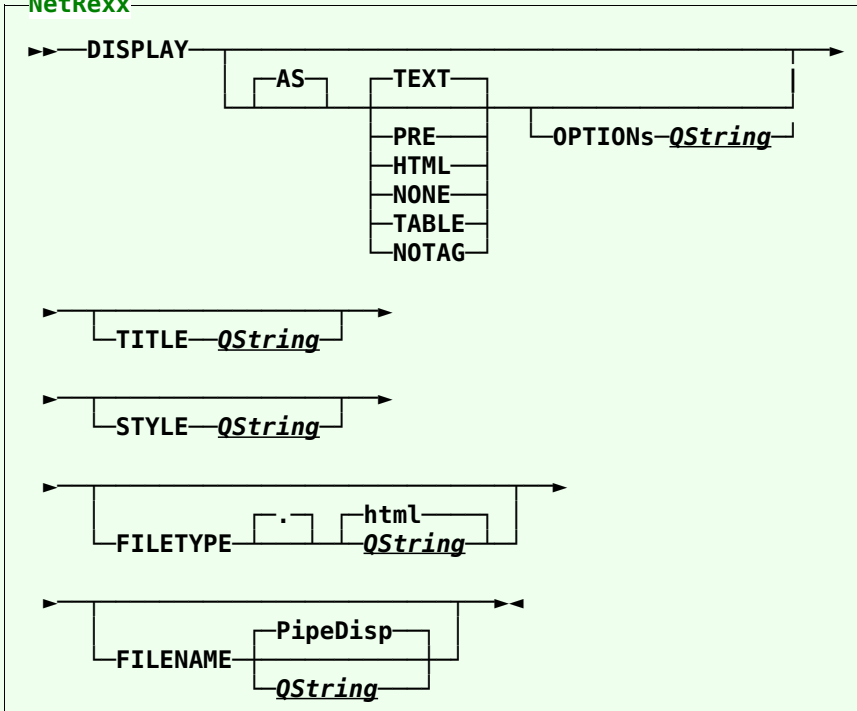 NetRexx
►►──DISPLAY
AS TEXT
PRE OPTIONs─QString
HTML
NONE
TABLE
NOTAG
TITLE──QString
STYLE──QString
. html
FILETYPE QString
PipeDisp
FILENAME
QString